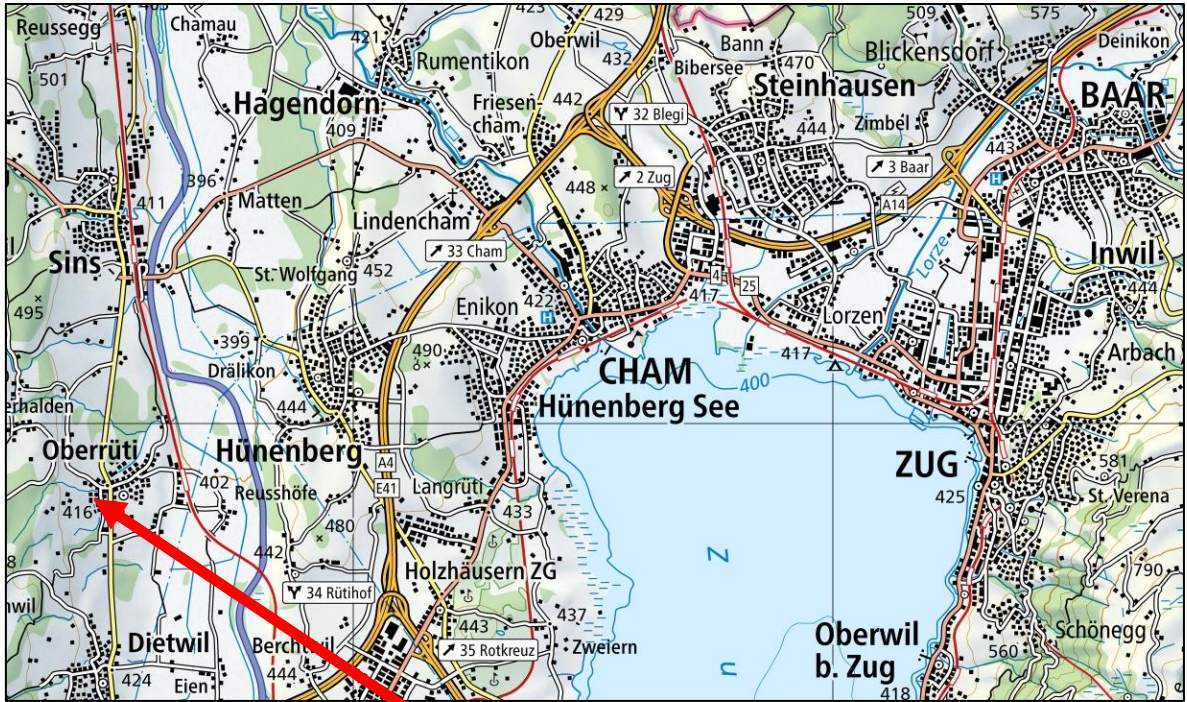 Reussegg
403
Chamau
423
429
Oberwil
509
575
Deinikon
421
501
Rumentikon
432
Bann
Bibersee
470
Blickensdorf
BAAR
Hagendorn
409
Friesen-
cham
442
32 Blegi
Steinhausen
444
Zimbel
443
3 Baar
H
396
411
Matten
448
2 Zug
A14
Lindencham
33 Cham
Lorze
Inwil
Sins
St. Wolfgang
452
4
25
417
444
495
Enikon
422
H
Lorzen
399
490
417
Arbach
Drälikon
CHAM
400
erhalden
444
Hünenberg See
Oberrüti
Hünenberg
A4
E41
ZUG
581
402
Reusshöfe
Langrüti
425
St. Verena
416
480
433
442
Z
790
34 Rütihof
Holzhäusern ZG
nwil
443
437
Oberwil
b. Zug
Schönegg
Dietwil
Berchtwil
35 Rotkreuz
Zweiern
560
424
Eien
444
n
418